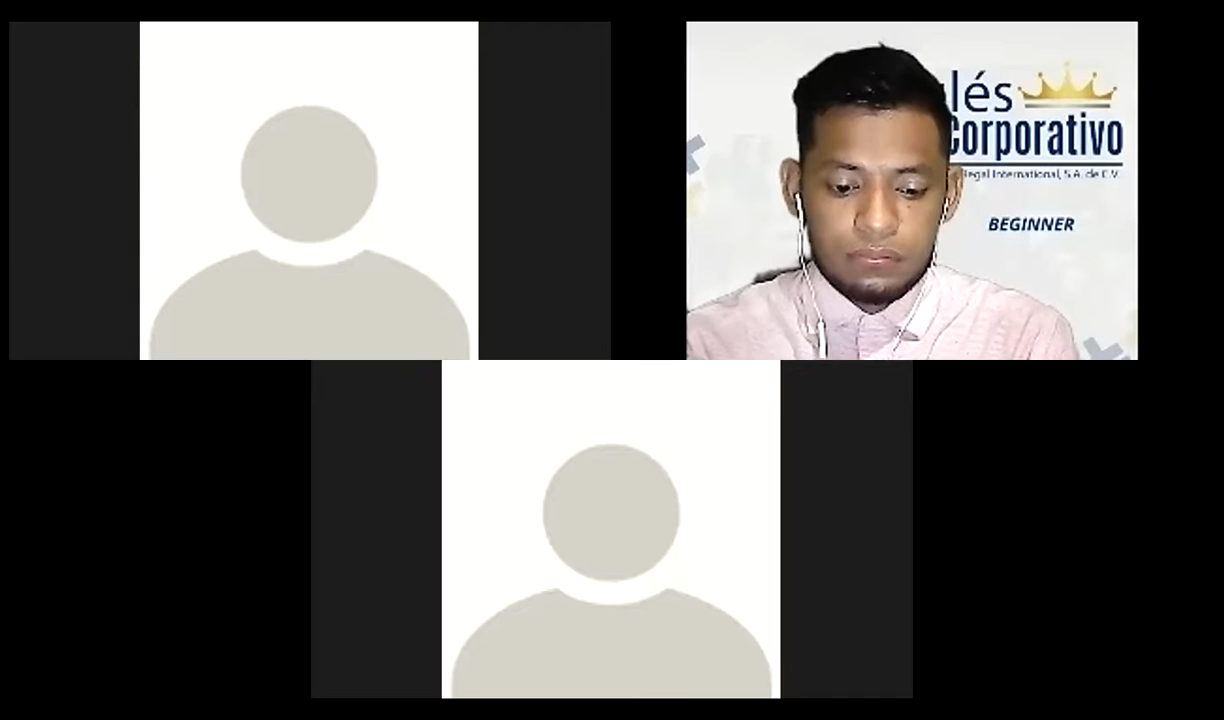 lés
Corporativo
Regal International, S.A. de C.V.
BEGINNER